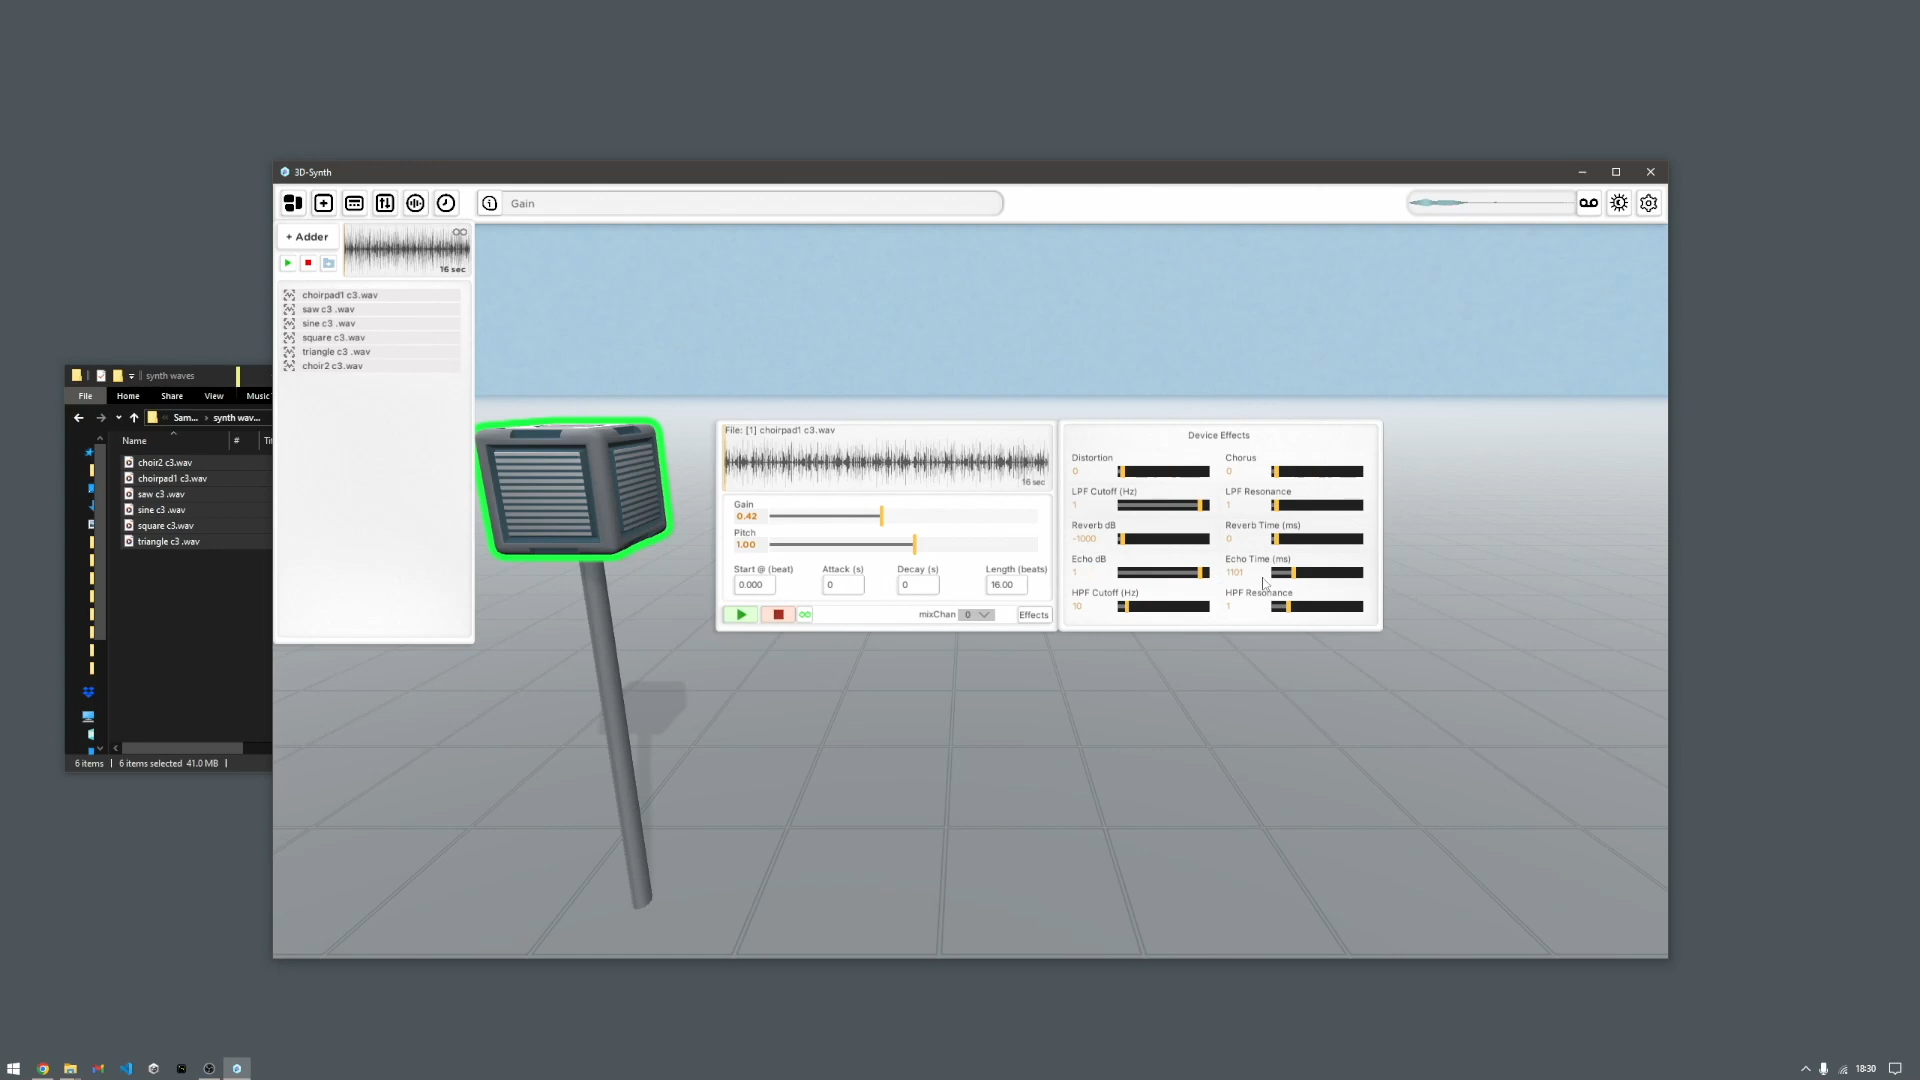 3D-Synth
Gain
+ Adder
16 sec
choirpad1 c3.wav
saw c3 .wav
sine c3 .wav
square c3.wav
triangle c3 .wav
choir2 c3.wav
synth waves
File Home Share View Music
Sam... synth wav...
Name # Ti
choir2 c3.wav
choirpad1 c3.wav
saw c3 .wav
sine c3 .wav
square c3.wav
triangle c3 .wav
6 items 6 items selected 41.0 MB
File: [1] choirpad1 c3.wav
16 sec
Gain
0.42
Pitch
1.00
Start @ (beat) Attack (s) Decay (s) Length (beats)
0.000 0 0 16.00
mixChan 0 Effects
Device Effects
Distortion Chorus
0 0
LPF Cutoff (Hz) LPF Resonance
1 1
Reverb dB Reverb Time (ms)
-1000 0
Echo dB Echo Time (ms)
1 1101
HPF Cutoff (Hz) HPF Resonance
10 1
18:30